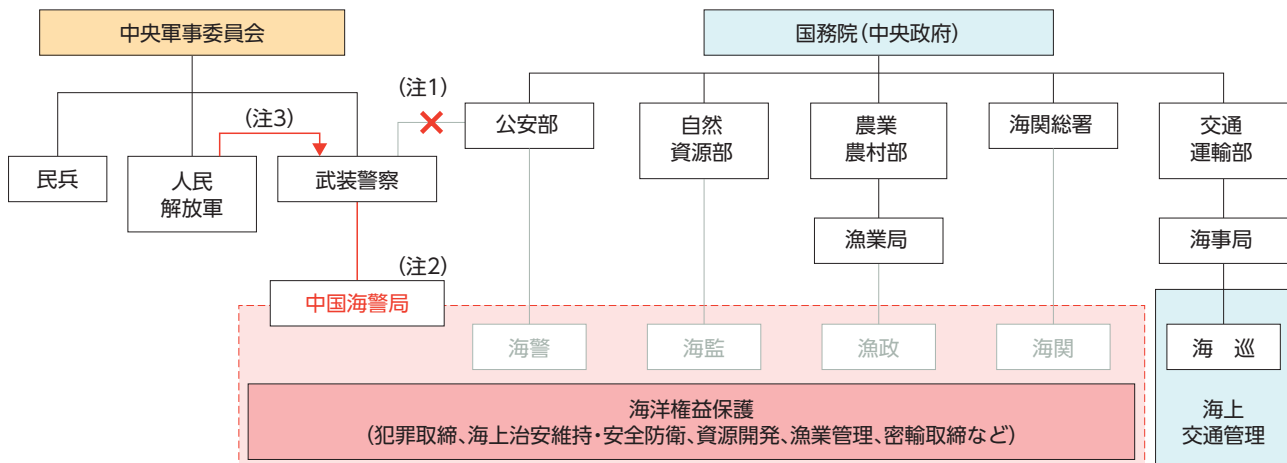 中央軍事委員会
国務院（中央政府）
（注1）
（注3）
民兵
人民
解放軍
武装警察
公安部
自然
資源部
農業
農村部
海関総署
交通
運輸部
漁業局
海事局
（注2）
中国海警局
海警
海監
漁政
海関
海　巡
海洋権益保護
（犯罪取締、海上治安維持・安全防衛、資源開発、漁業管理、密輸取締など）
海上
交通管理